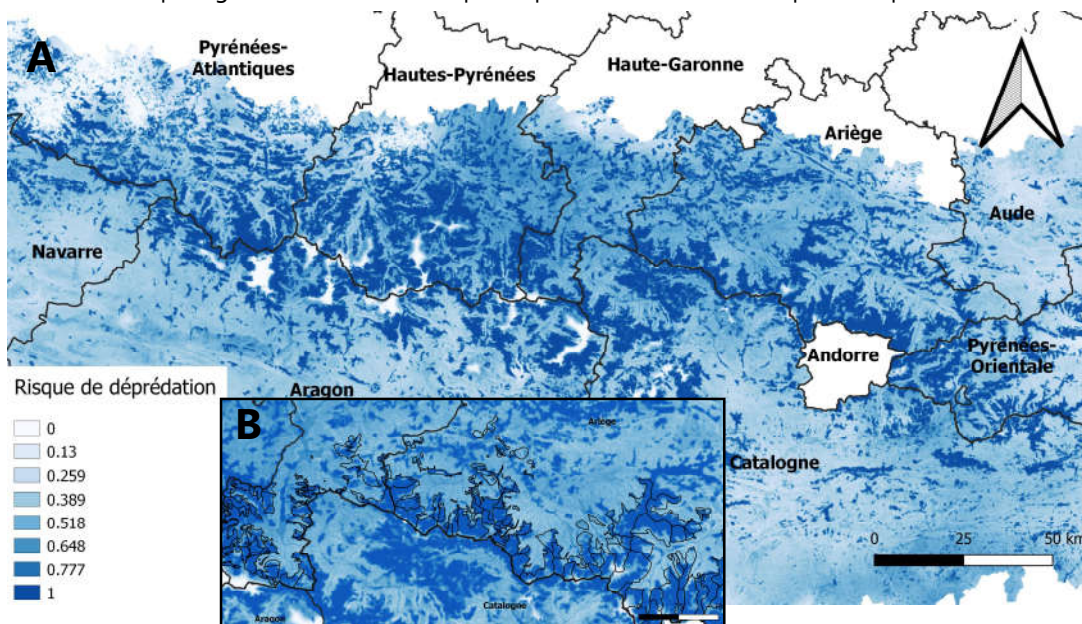 A
Pyrénées-
Atlantiques
Hautes-Pyrénées
Haute-Garonne
Ariège
Aude
Navarre
Andorre
Pyrénées-
Orientale
Risque de déprédation
0
0.13
0.259
0.389
0.518
0.648
0.777
1
Aragon
B
Ariège
Catalogne
Aragon
Catalogne
0 25 50 km